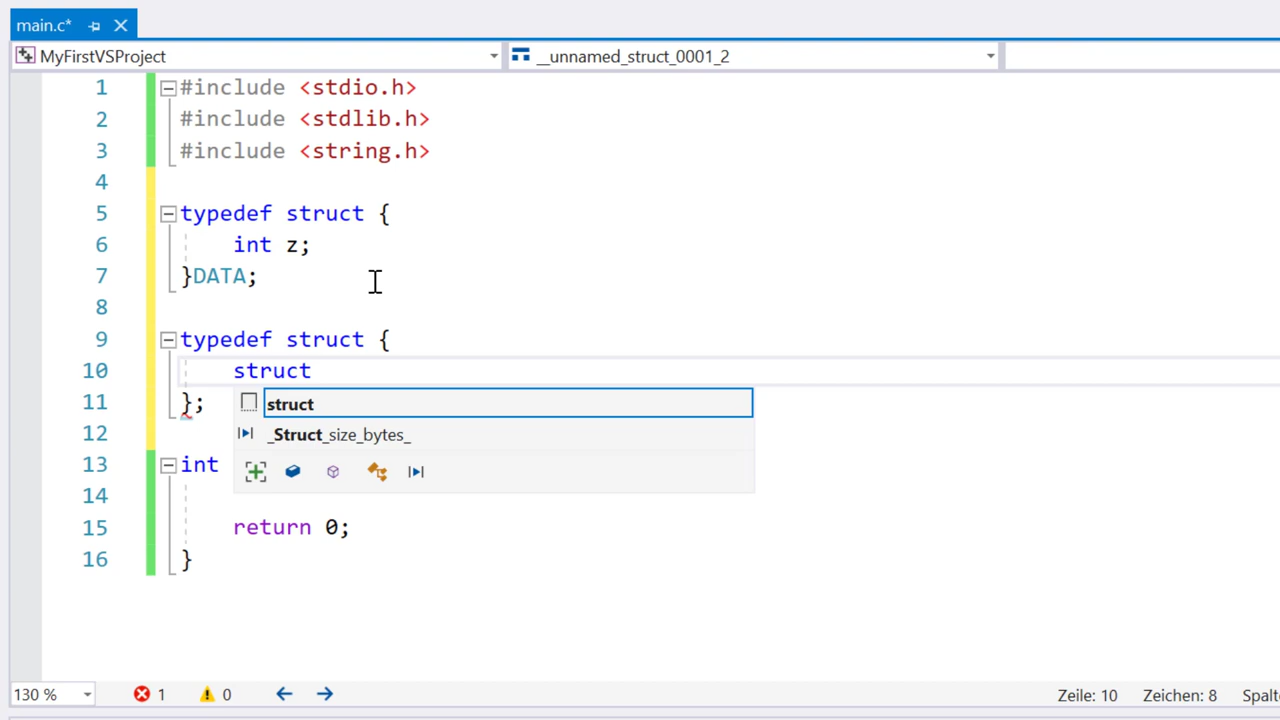 main.c*
MyFirstVSProject __unnamed_struct_0001_2
1 #include <stdio.h>
2 #include <stdlib.h>
3 #include <string.h>
4
5 typedef struct {
6 int z;
7 }DATA;
8
9 typedef struct {
10 struct
11 };
struct
_Struct_size_bytes_
12
13 int
14
15 return 0;
16 }
130 % 1 0 Zeile: 10 Zeichen: 8 Spalt